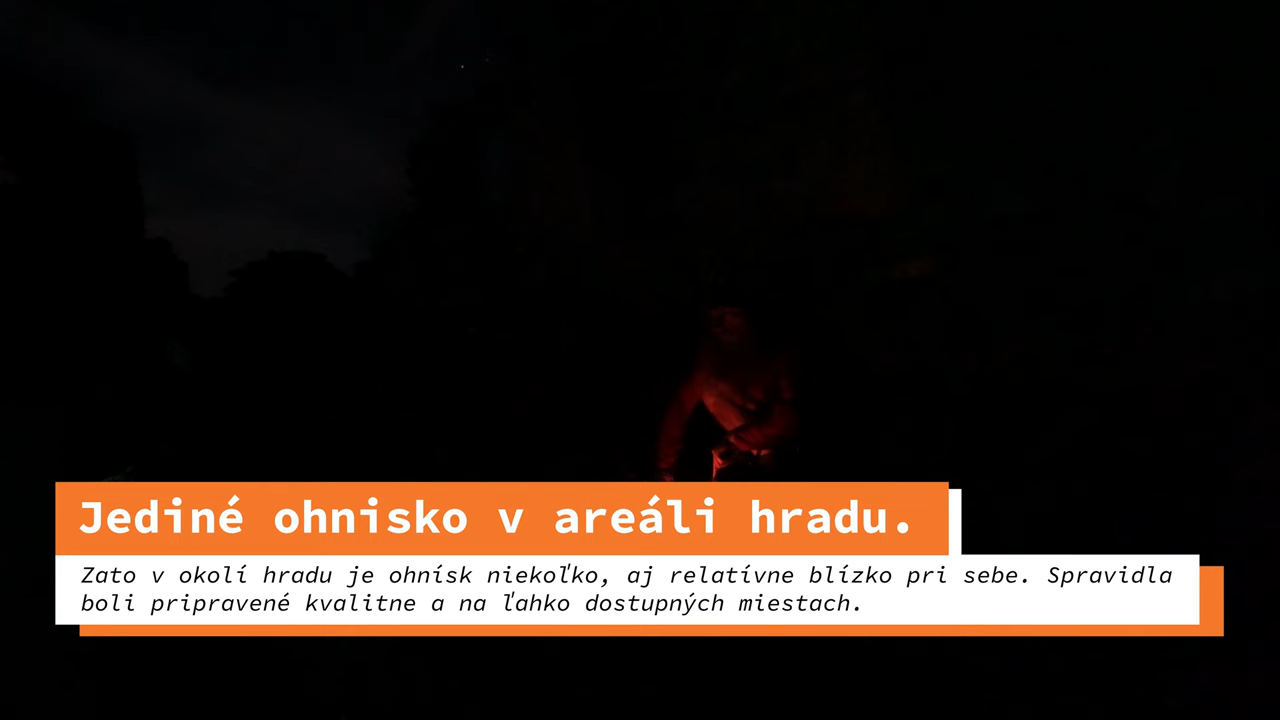 Jediné ohnisko v areáli hradu.
Zato v okolí hradu je ohnísk niekoľko, aj relatívne blízko pri sebe. Spravidla
boli pripravené kvalitne a na ľahko dostupných miestach.